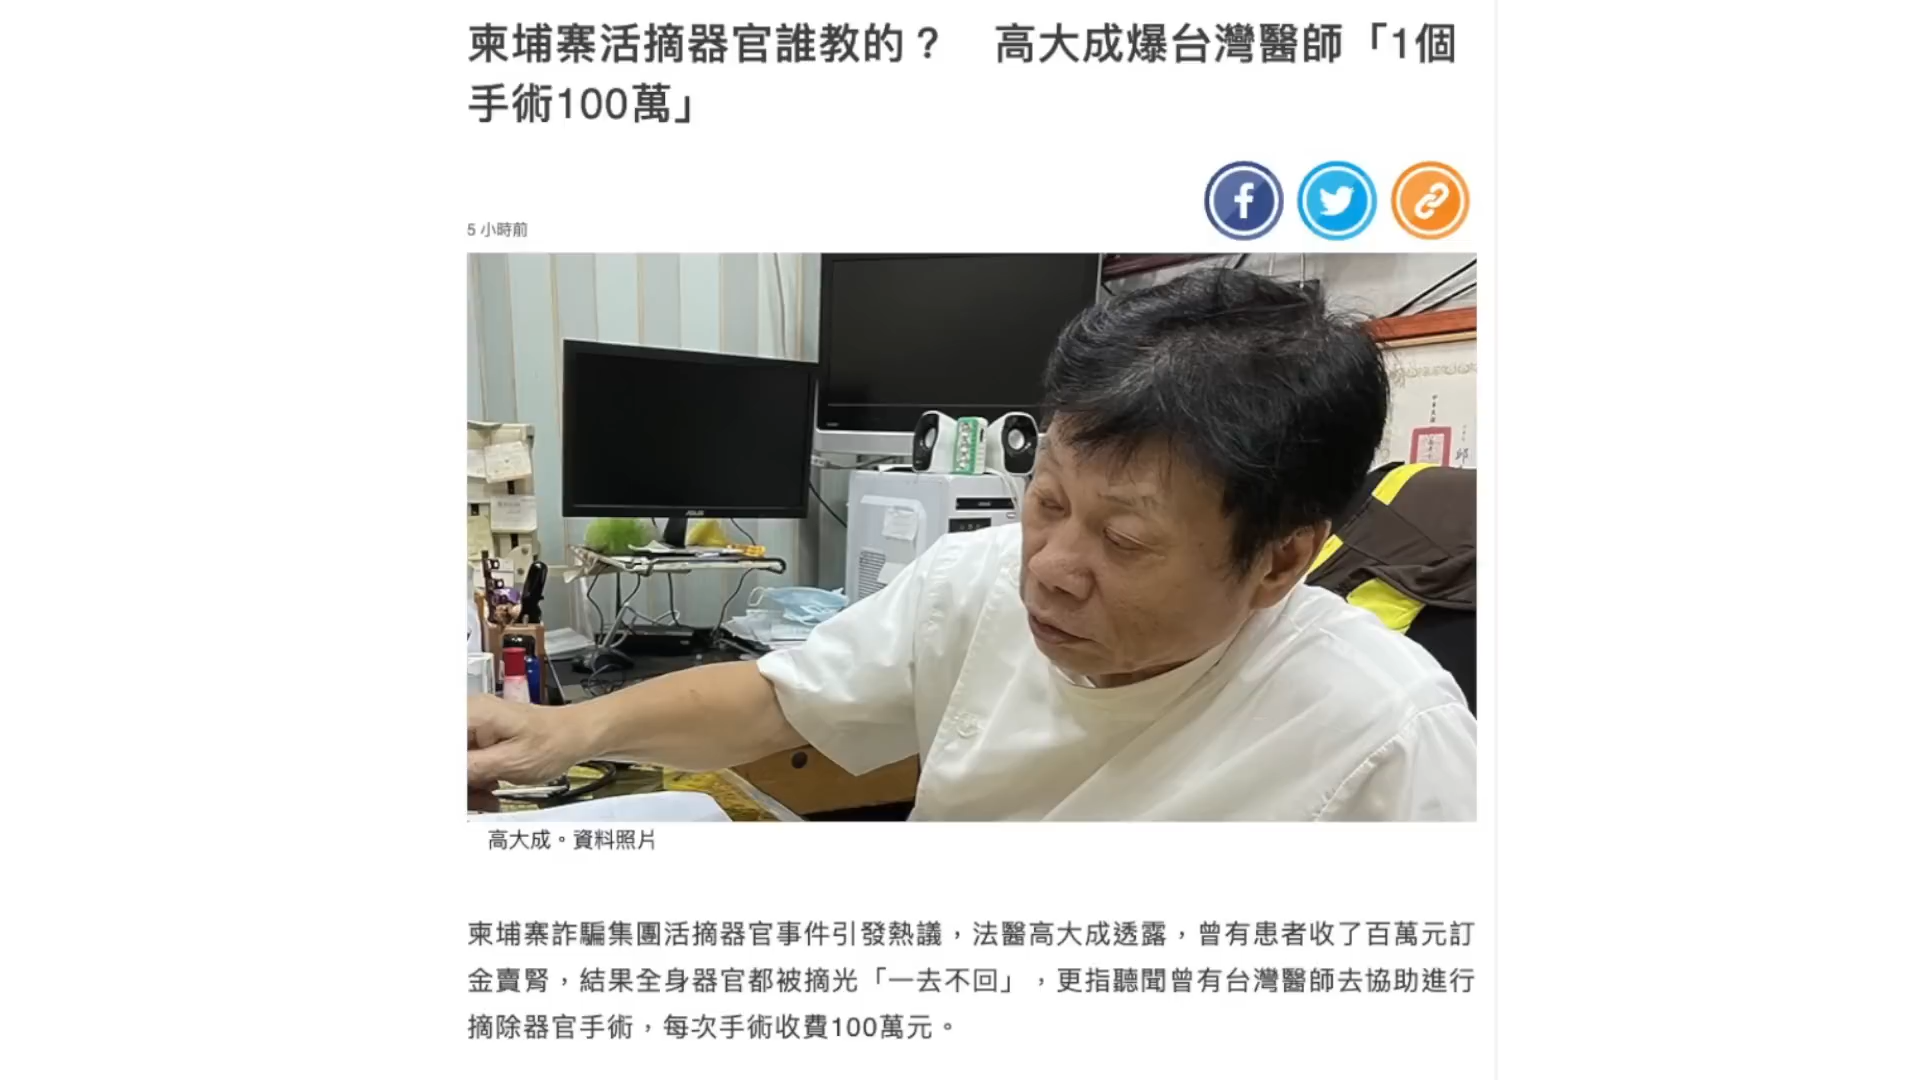 柬埔寨活摘器官誰教的？　高大成爆台灣醫師「1個
手術100萬」
5 小時前
ASUS
高大成。資料照片
柬埔寨詐騙集團活摘器官事件引發熱議，法醫高大成透露，曾有患者收了百萬元訂
金賣腎，結果全身器官都被摘光「一去不回」，更指聽聞曾有台灣醫師去協助進行
摘除器官手術，每次手術收費100萬元。